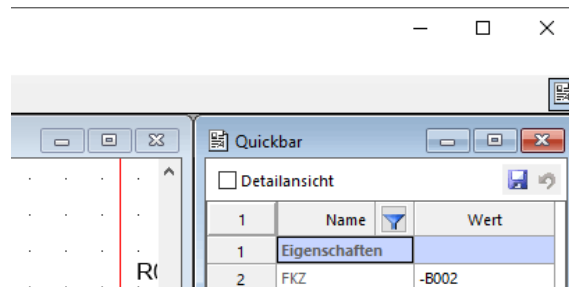 Quickbar
Detailansicht
1 Name Wert
1 Eigenschaften
2 FKZ -B002